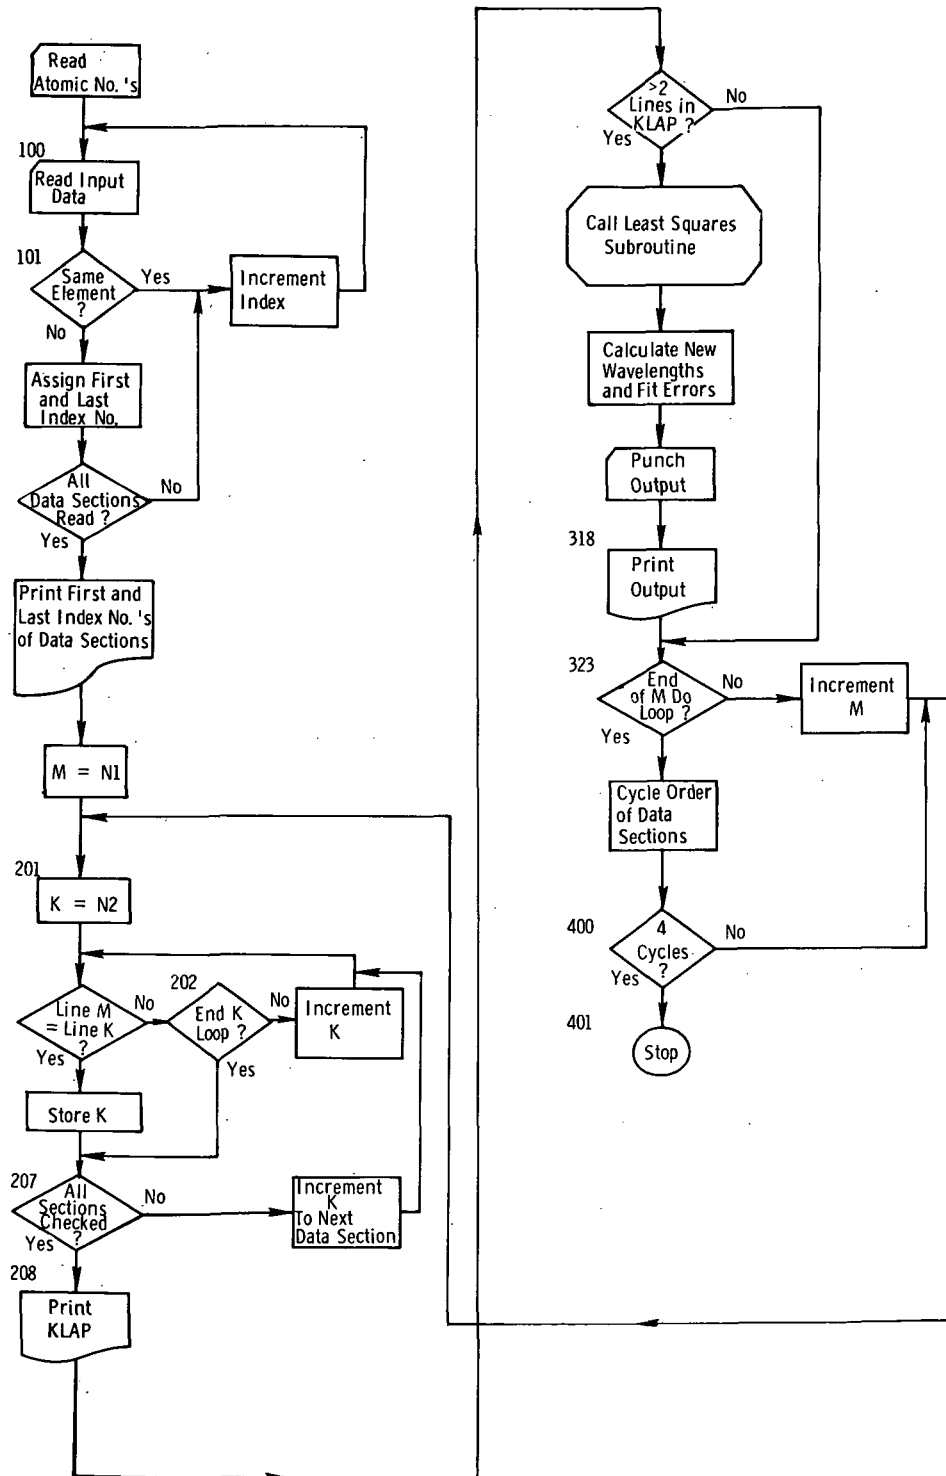 Read
Atomic No.'s
100
Read Input
Data
101
Same
Element
?
Yes
No
Increment
Index
Assign First
and Last
Index No.
All
Data Sections
Read ?
No
Yes
Print First and
Last Index No.'s
of Data Sections
M = N1
201
K = N2
Line M
= Line K
?
No
Yes
202
End K
Loop ?
No
Yes
Increment
K
Store K
207
All
Sections
Checked
?
No
Yes
Increment
K
To Next
Data Section
208
Print
KLAP
>2
Lines in
KLAP ?
No
Yes
Call Least Squares
Subroutine
Calculate New
Wavelengths
and Fit Errors
Punch
Output
318
Print
Output
323
End
of M Do
Loop ?
No
Yes
Increment
M
Cycle Order
of Data
Sections
400
4
Cycles
?
No
Yes
401
Stop